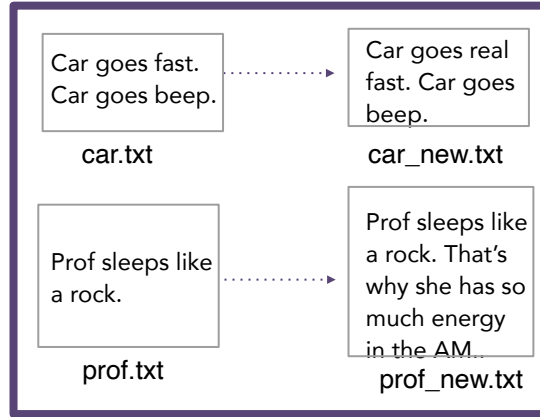 Car goes fast.
Car goes beep.
car.txt
Car goes real
fast. Car goes
beep.
car_new.txt
Prof sleeps like
a rock.
prof.txt
Prof sleeps like
a rock. That’s
why she has so
much energy
in the AM..
prof_new.txt